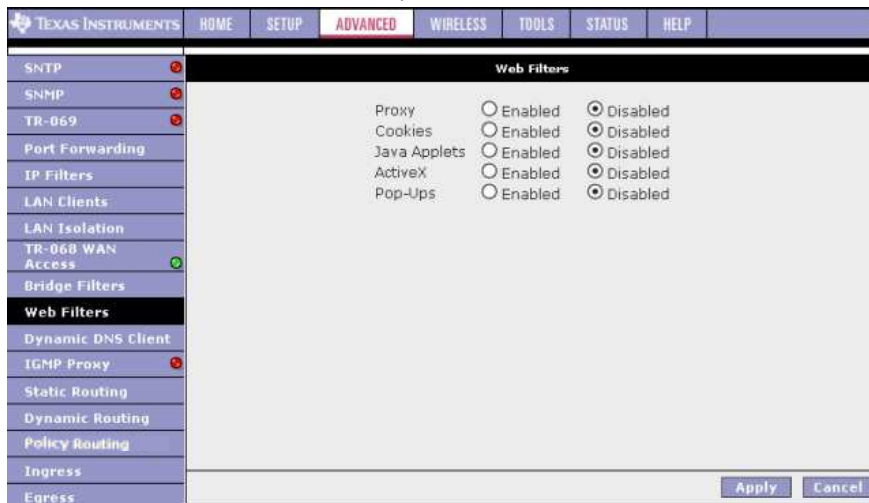 TEXAS INSTRUMENTS HOME SETUP ADVANCED WIRELESS TOOLS STATUS HELP
SNTP
SNMP
TR-069
Port Forwarding
IP Filters
LAN Clients
LAN Isolation
TR-068 WAN
Access
Bridge Filters
Web Filters
Dynamic DNS Client
IGMP Proxy
Static Routing
Dynamic Routing
Policy Routing
Ingress
Egress
Web Filters
Proxy Enabled Disabled
Cookies Enabled Disabled
Java Applets Enabled Disabled
ActiveX Enabled Disabled
Pop-Ups Enabled Disabled
Apply Cancel